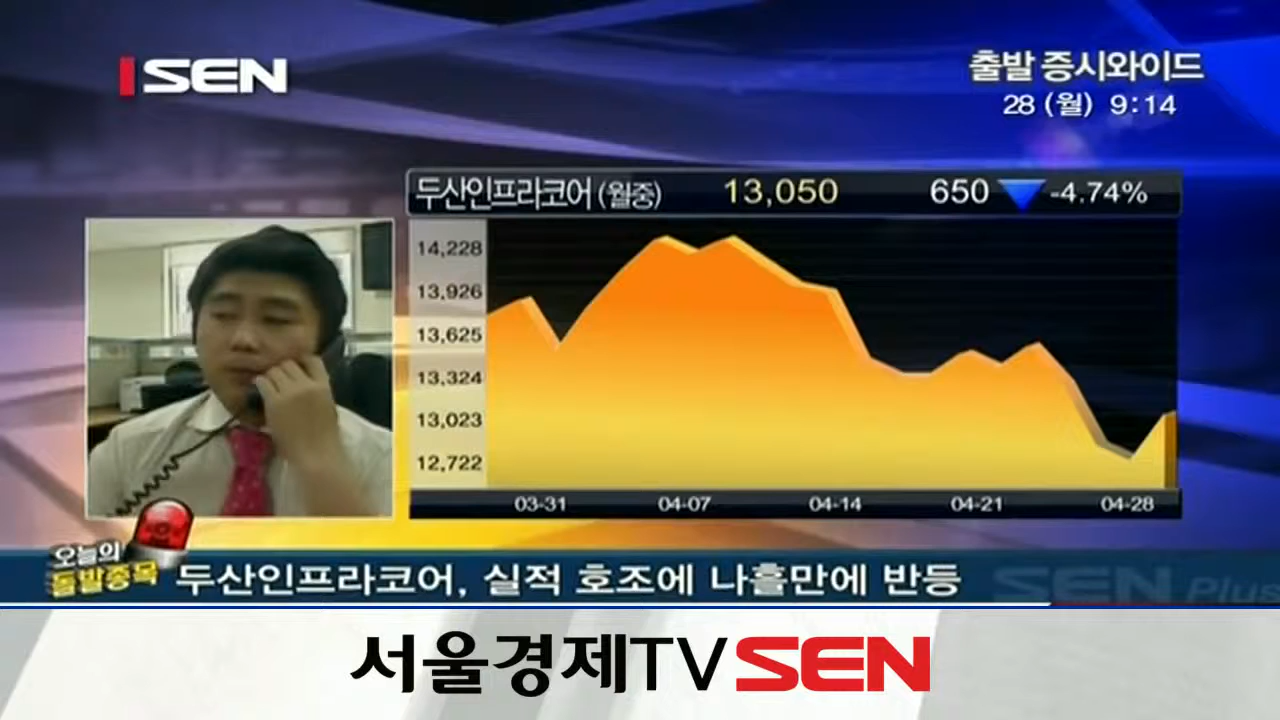 SEN
출발 증시와이드
28 (월) 9:14
두산인프라코어 (월중) 13,050 650 -4.74%
14,228
13,926
13,625
13,324
13,023
12,722
03-31 04-07 04-14 04-21 04-28
오늘의
돌발종목
두산인프라코어, 실적 호조에 나흘만에 반등
SEN Plus
서울경제TV SEN